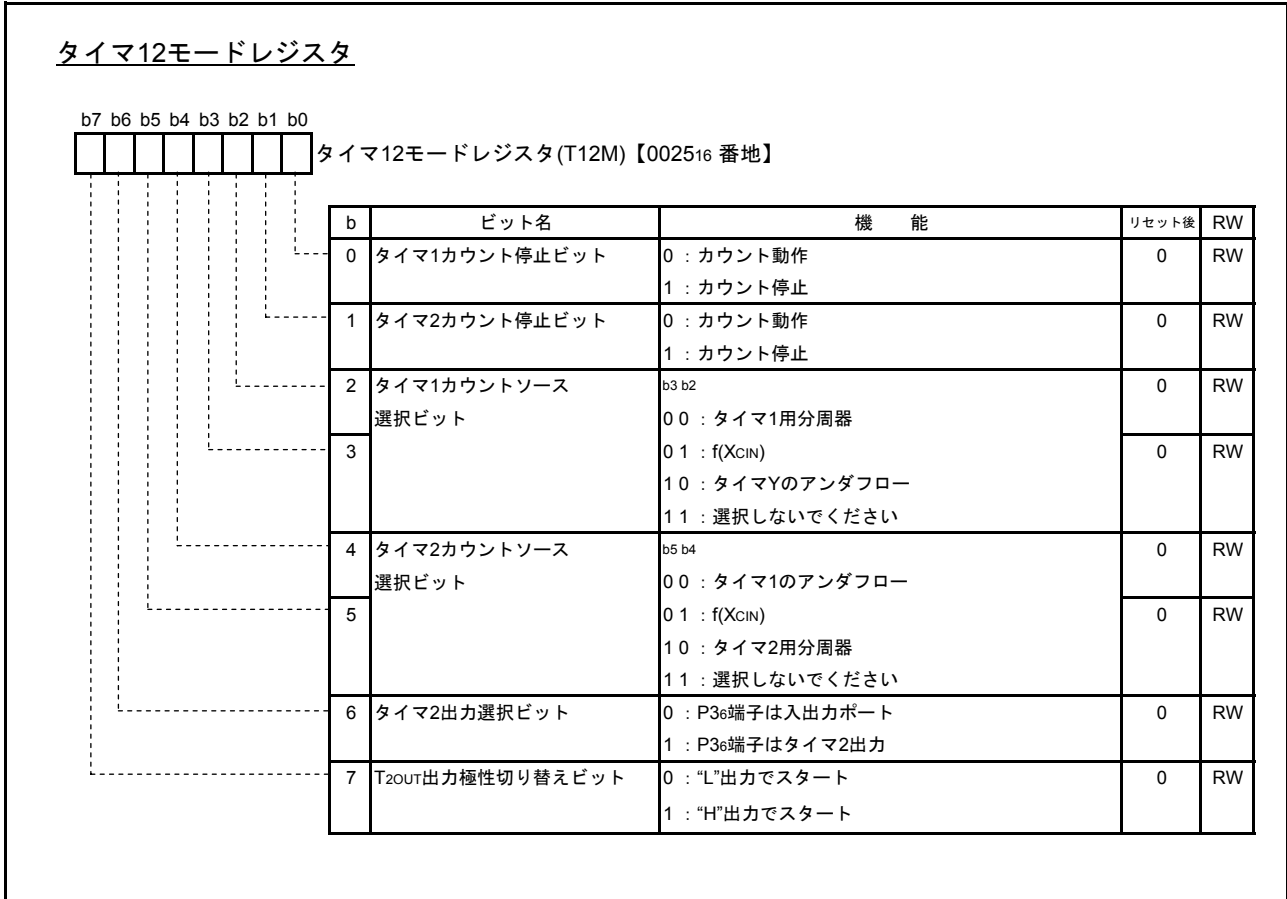 タイマ12モードレジスタ
b7 b6 b5 b4 b3 b2 b1 b0
タイマ12モードレジスタ(T12M)【002516 番地】
b ビット名 機 能 リセット後 RW
0 タイマ1カウント停止ビット 0 : カウント動作 0 RW
1 : カウント停止
1 タイマ2カウント停止ビット 0 : カウント動作 0 RW
1 : カウント停止
2 タイマ1カウントソース b3 b2 0 RW
選択ビット 0 0 : タイマ1用分周器
3 0 1 : f(XCIN) 0 RW
1 0 : タイマYのアンダフロー
1 1 : 選択しないでください
4 タイマ2カウントソース b5 b4 0 RW
選択ビット 0 0 : タイマ1のアンダフロー
5 0 1 : f(XCIN) 0 RW
1 0 : タイマ2用分周器
1 1 : 選択しないでください
6 タイマ2出力選択ビット 0 : P36端子は入出力ポート 0 RW
1 : P36端子はタイマ2出力
7 T2OUT出力極性切り替えビット 0 : “L”出力でスタート 0 RW
1 : “H”出力でスタート